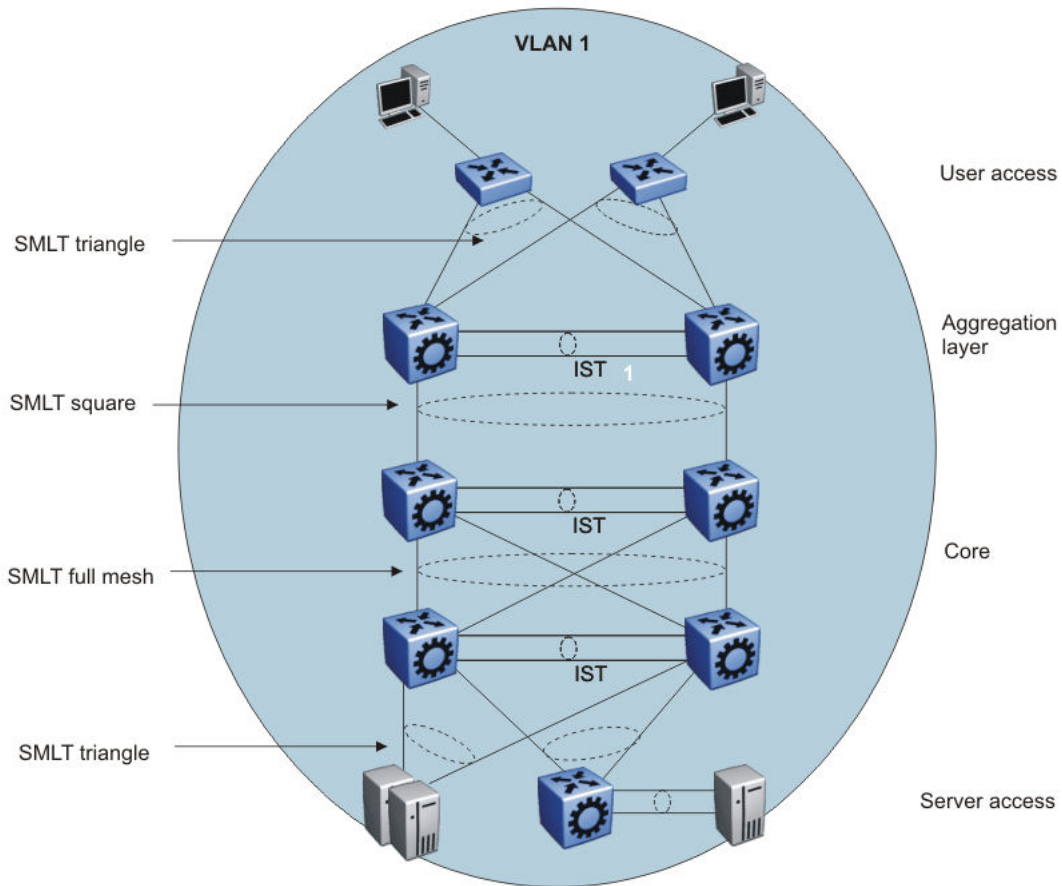 VLAN 1
User access
SMLT triangle
Aggregation
layer
IST
1
SMLT square
IST
Core
SMLT full mesh
IST
SMLT triangle
Server access